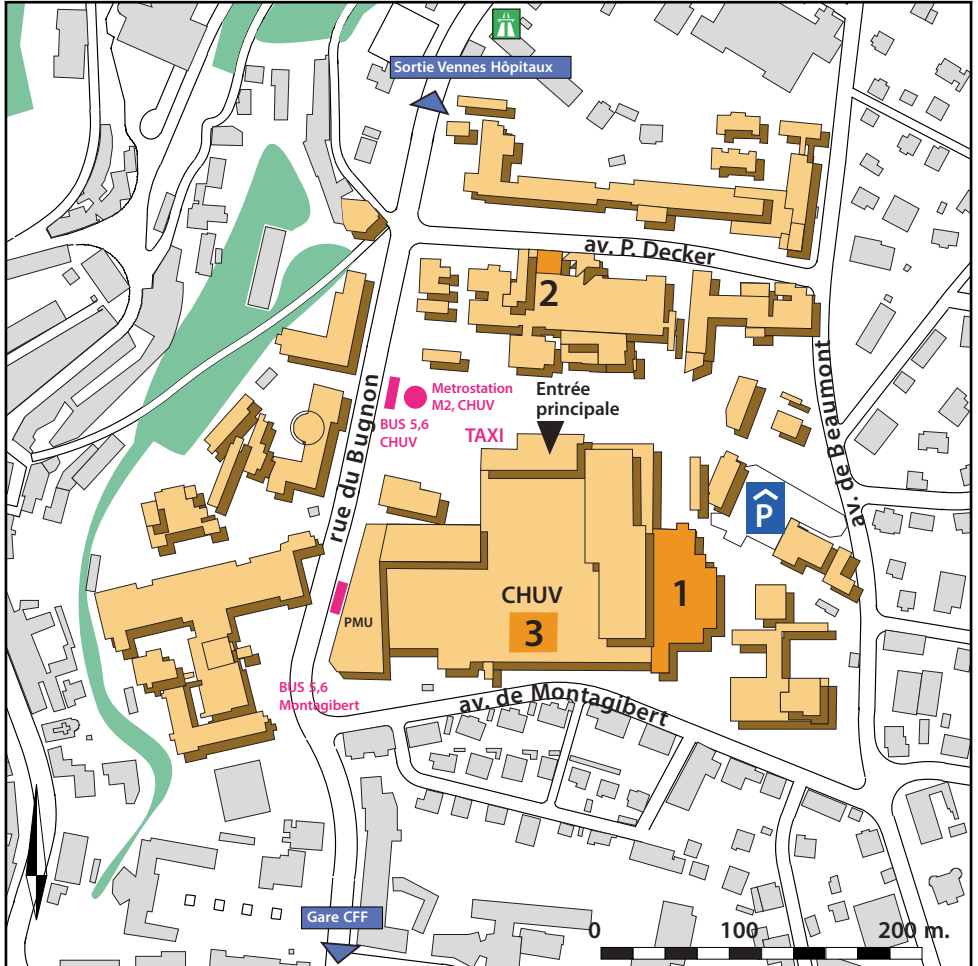 Sortie Vennes Hôpitaux
av. P. Decker
2
Metrostation
M2, CHUV
BUS 5,6
CHUV
TAXI
Entrée
principale
rue du Bugnon
av. de Beaumont
P
CHUV
1
3
PMU
BUS 5,6
Montagibert
av. de Montagibert
Gare CFF
0
100
200 m.